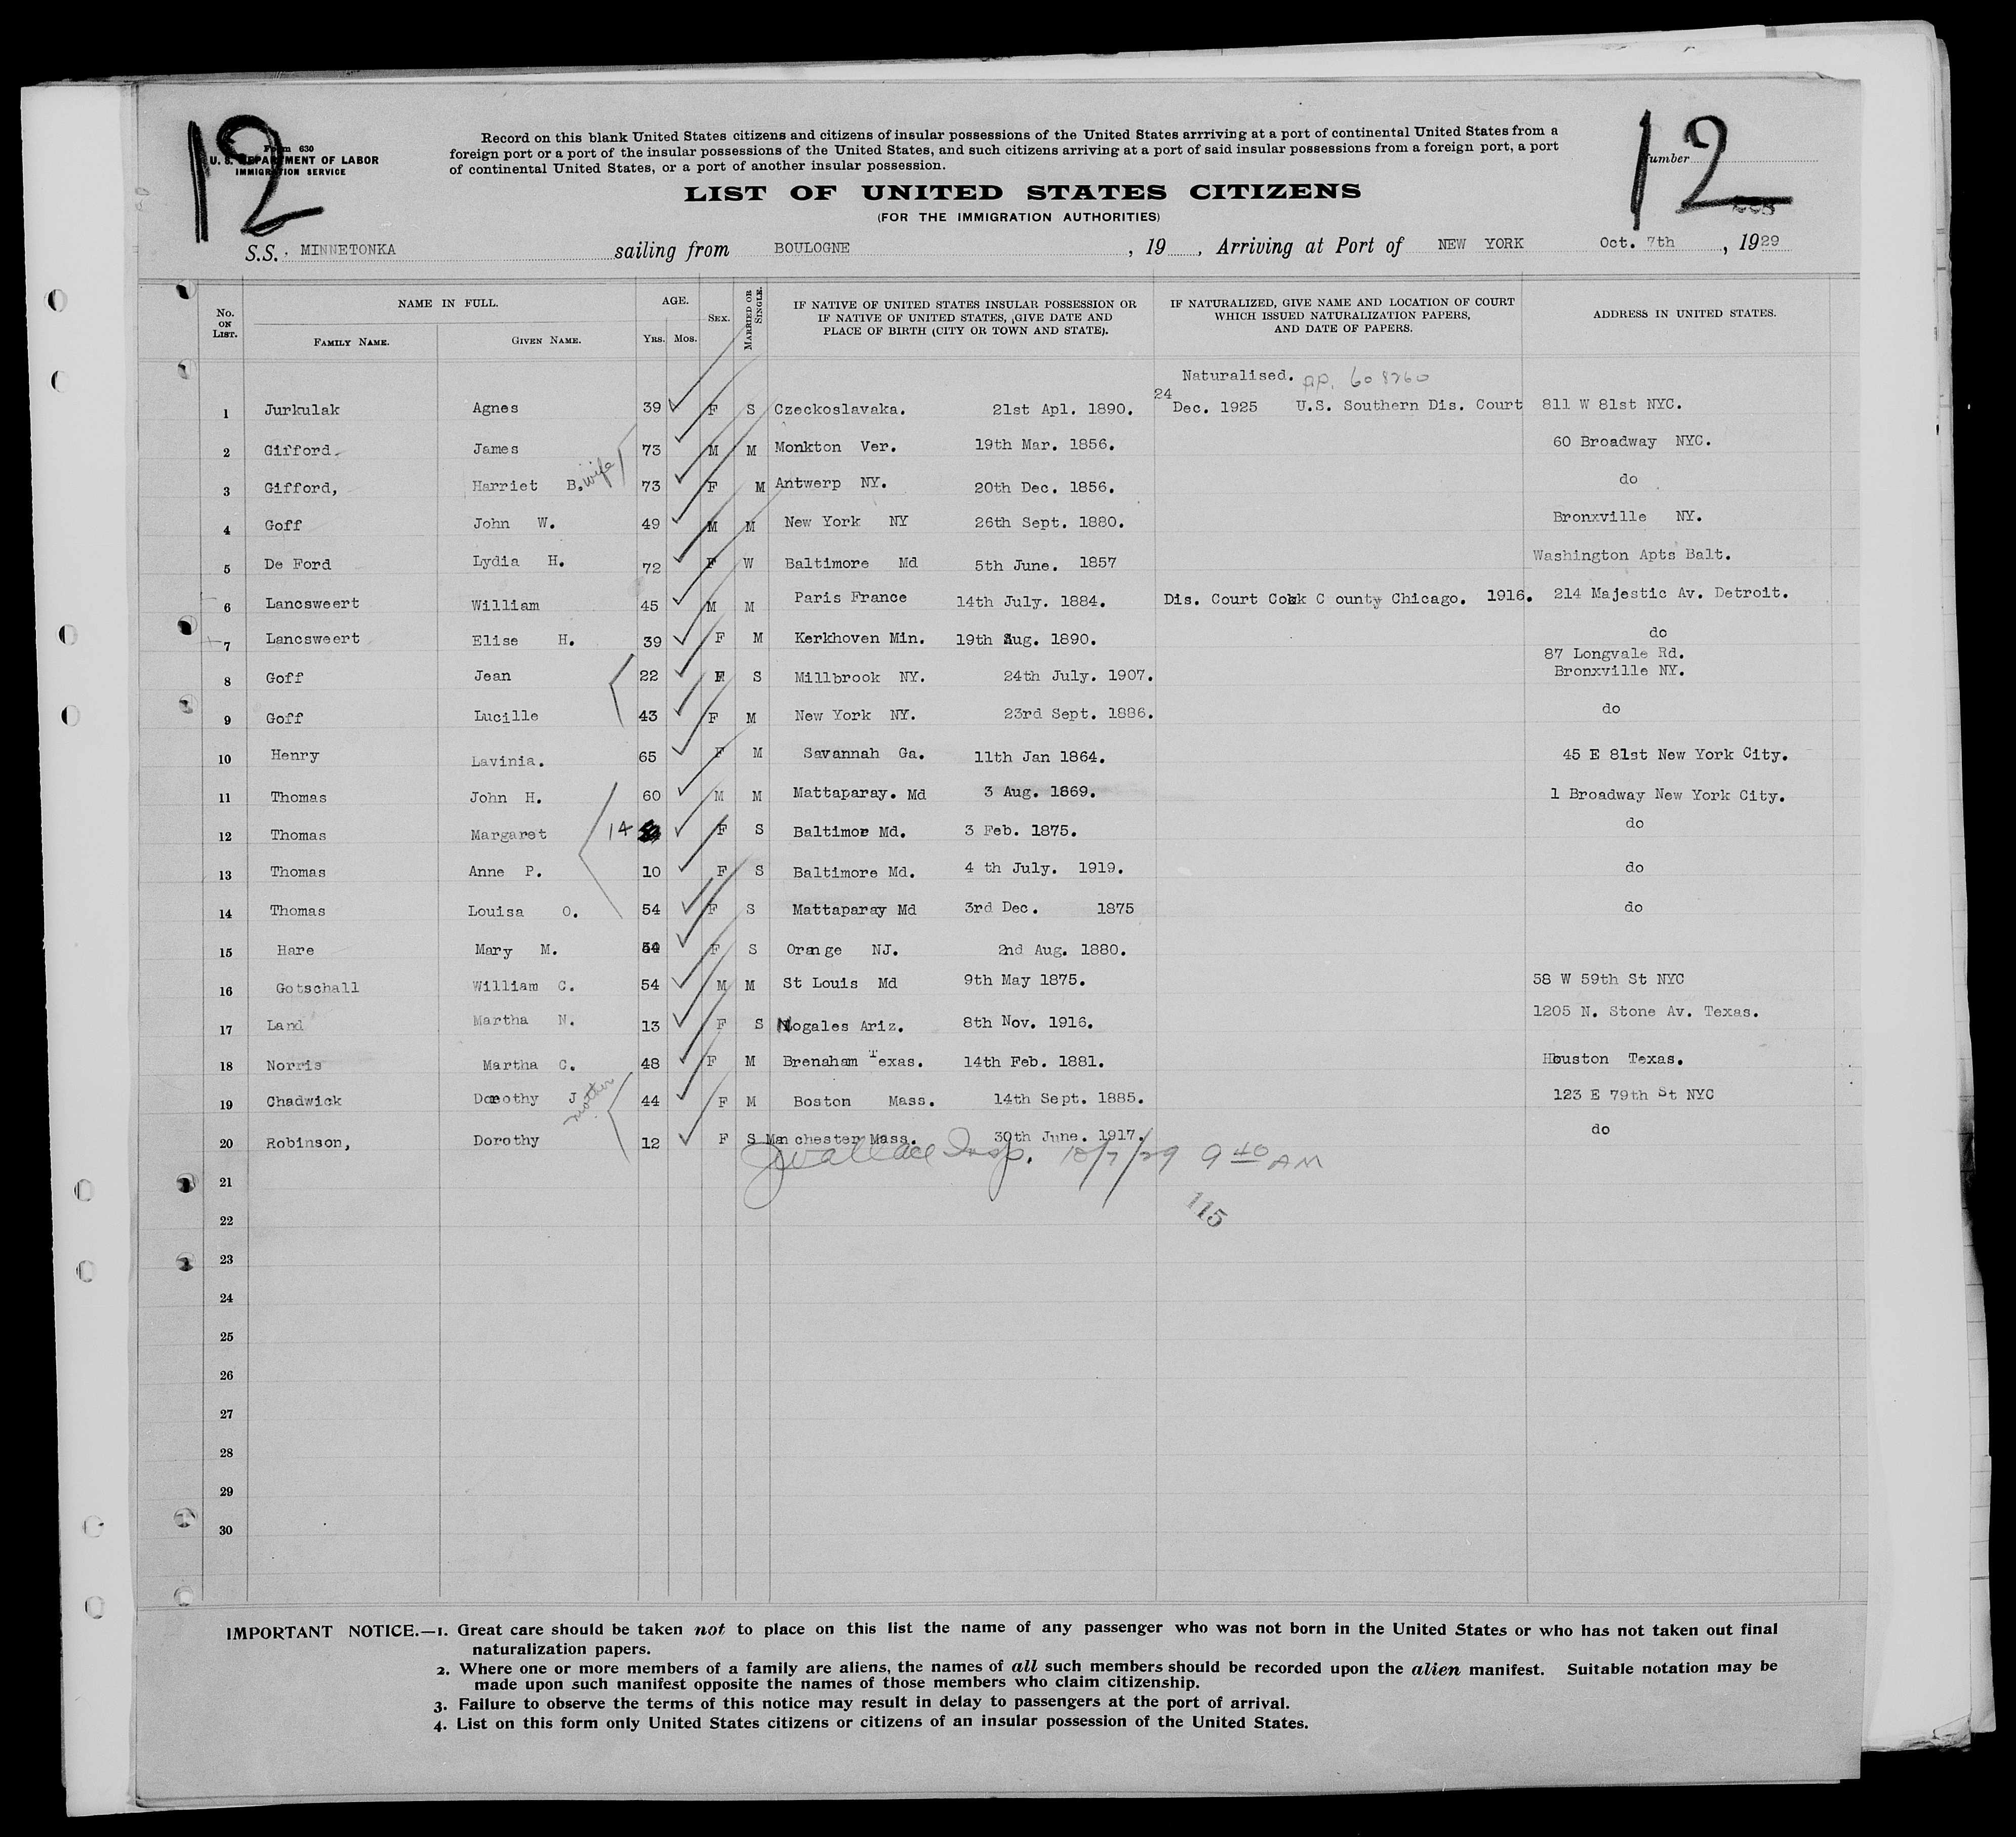 12
12
Form 630
U. S. DEPARTMENT OF LABOR
IMMIGRATION SERVICE
Record on this blank United States citizens and citizens of insular possessions of the United States arrriving at a port of continental United States from a
foreign port or a port of the insular possessions of the United States, and such citizens arriving at a port of said insular possessions from a foreign port, a port
of continental United States, or a port of another insular possession.
Number
LIST OF UNITED STATES CITIZENS
(FOR THE IMMIGRATION AUTHORITIES)
S.S. MINNETONKA sailing from BOULOGNE , 19 , Arriving at Port of NEW YORK Oct. 7th , 1929
No. ON LIST.
NAME IN FULL.
FAMILY NAME.
GIVEN NAME.
AGE.
YRS. MOS.
SEX.
MARRIED OR SINGLE.
IF NATIVE OF UNITED STATES INSULAR POSSESSION OR
IF NATIVE OF UNITED STATES, GIVE DATE AND
PLACE OF BIRTH (CITY OR TOWN AND STATE).
IF NATURALIZED, GIVE NAME AND LOCATION OF COURT
WHICH ISSUED NATURALIZATION PAPERS,
AND DATE OF PAPERS.
ADDRESS IN UNITED STATES.
Naturalised. pp. 608260
1 Jurkulak Agnes 39 F S Czeckoslavaka. 21st Apl. 1890. 24 Dec. 1925 U.S. Southern Dis. Court 811 W 81st NYC.
2 Gifford. James 73 M M Monkton Ver. 19th Mar. 1856. 60 Broadway NYC.
3 Gifford, Harriet B. wife 73 F M Antwerp NY. 20th Dec. 1856. do
4 Goff John W. 49 M M New York NY 26th Sept. 1880. Bronxville NY.
5 De Ford Lydia H. 72 F W Baltimore Md 5th June. 1857 Washington Apts Balt.
6 Lancsweert William 45 M M Paris France 14th July. 1884. Dis. Court Cook C ounty Chicago. 1916. 214 Majestic Av. Detroit.
7 Lancsweert Elise H. 39 F M Kerkhoven Min. 19th Aug. 1890. do
87 Longvale Rd.
8 Goff Jean 22 F S Millbrook NY. 24th July. 1907. Bronxville NY.
9 Goff Lucille 43 F M New York NY. 23rd Sept. 1886. do
10 Henry Lavinia. 65 F M Savannah Ga. 11th Jan 1864. 45 E 81st New York City.
11 Thomas John H. 60 M M Mattaparay. Md 3 Aug. 1869. 1 Broadway New York City.
12 Thomas Margaret 14 F S Baltimor Md. 3 Feb. 1875. do
13 Thomas Anne P. 10 F S Baltimore Md. 4 th July. 1919. do
14 Thomas Louisa O. 54 F S Mattaparay Md 3rd Dec. 1875 do
15 Hare Mary M. F S Orange NJ. 2nd Aug. 1880.
16 Gotschall William C. 54 M M St Louis Md 9th May 1875. 58 W 59th St NYC
17 Land Martha N. 13 F S Nogales Ariz. 8th Nov. 1916. 1205 N. Stone Av. Texas.
18 Norris Martha C. 48 F M Brenaham Texas. 14th Feb. 1881. Houston Texas.
19 Chadwick Dorothy J mother 44 F M Boston Mass. 14th Sept. 1885. 123 E 79th St NYC
20 Robinson, Dorothy 12 F S Man chester Mass. 30th June. 1917. do
JWallace Insp. 10/7/29 9 40 AM
21
115
22
23
24
25
26
27
28
29
30
IMPORTANT NOTICE.—1. Great care should be taken not to place on this list the name of any passenger who was not born in the United States or who has not taken out final
naturalization papers.
2. Where one or more members of a family are aliens, the names of all such members should be recorded upon the alien manifest. Suitable notation may be
made upon such manifest opposite the names of those members who claim citizenship.
3. Failure to observe the terms of this notice may result in delay to passengers at the port of arrival.
4. List on this form only United States citizens or citizens of an insular possession of the United States.